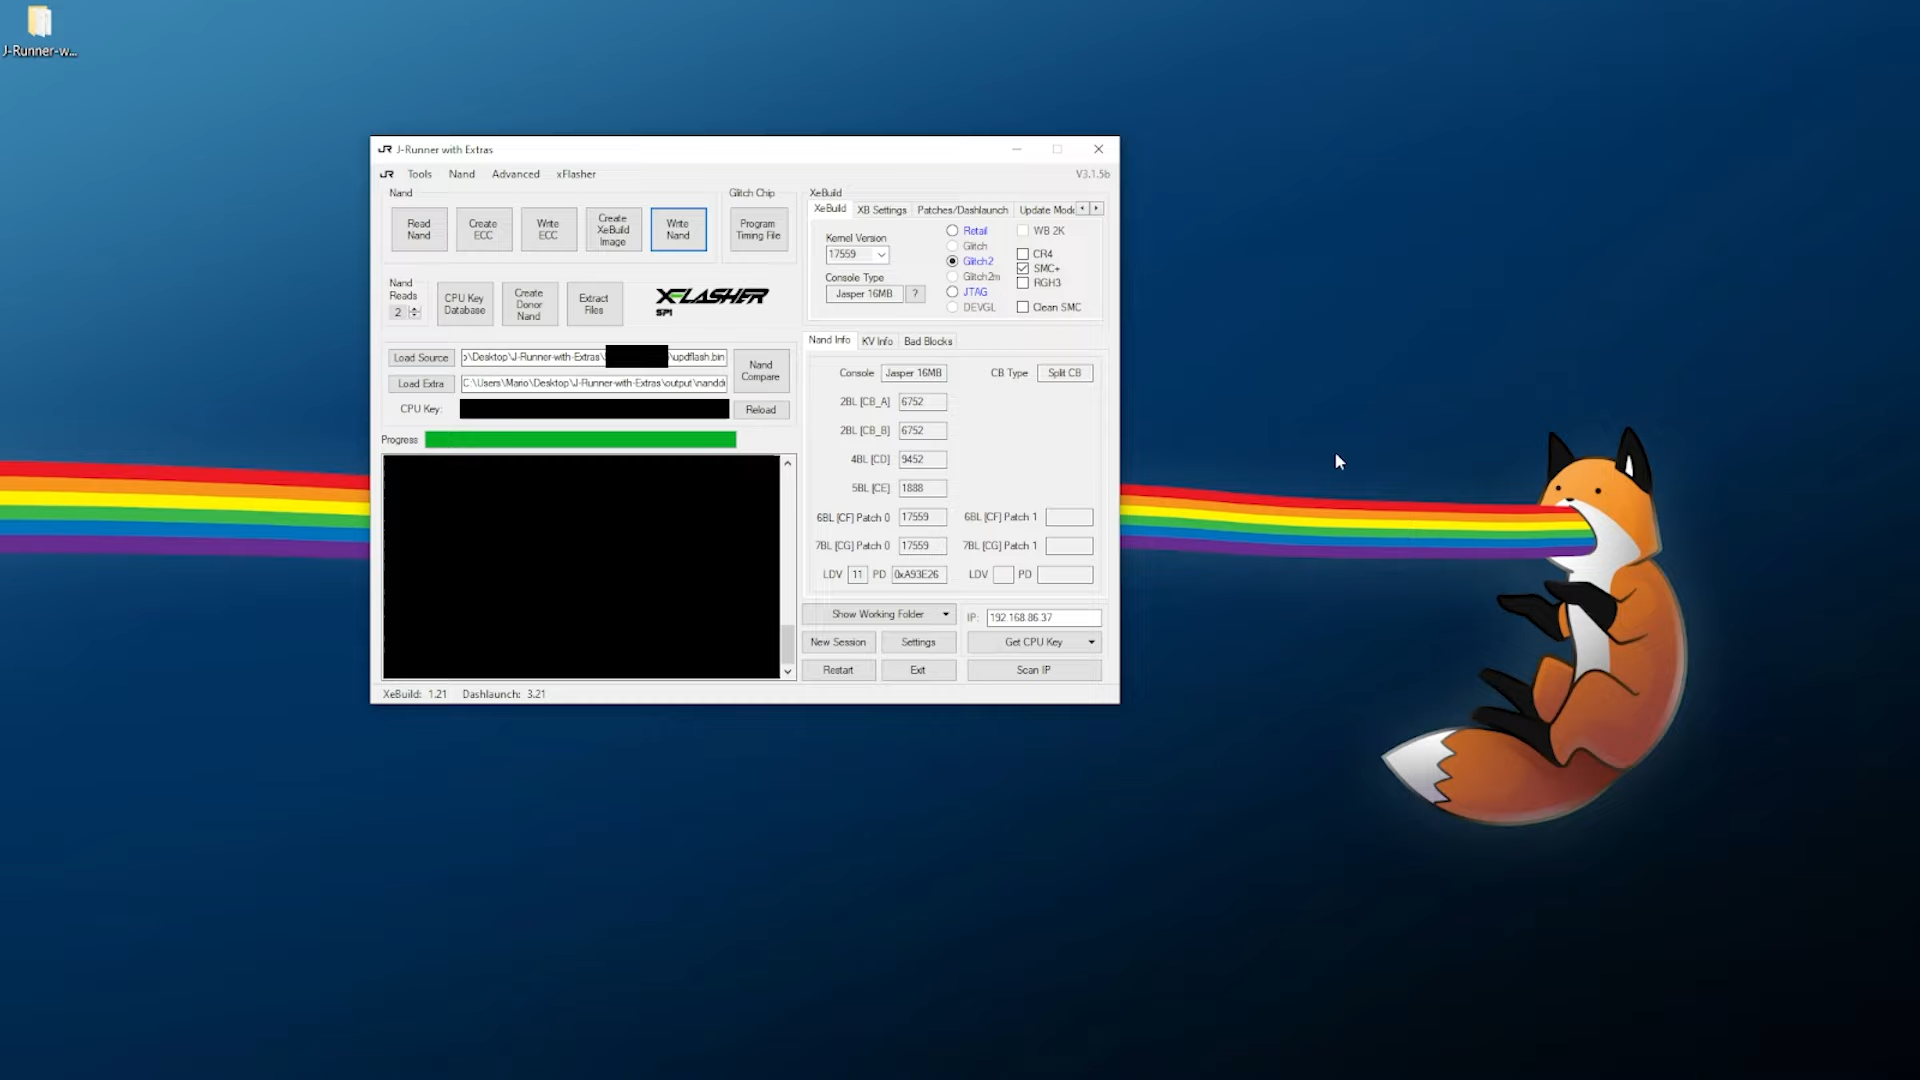 J-Runner-w...
JR J-Runner with Extras
JR Tools Nand Advanced xFlasher V3.1.5b
Nand
Read Nand
Create ECC
Write ECC
Create XeBuild Image
Write Nand
Glitch Chip
Program Timing File
Nand Reads
2
CPU Key Database
Create Donor Nand
Extract Files
XFLASHER
SPI
Load Source
p\Desktop\J-Runner-with-Extras\
\updflash.bin
Load Extra
C:\Users\Mario\Desktop\J-Runner-with-Extras\output\nandd
Nand Compare
CPU Key:
Reload
Progress
XeBuild
XeBuild XB Settings Patches/Dashlaunch Update Mode
Kernel Version
17559
Console Type
Jasper 16MB ?
Retail
Glitch
Glitch2
Glitch2m
JTAG
DEVGL
WB 2K
CR4
SMC+
RGH3
Clean SMC
Nand Info KV Info Bad Blocks
Console Jasper 16MB CB Type Split CB
2BL [CB_A] 6752
2BL [CB_B] 6752
4BL [CD] 9452
5BL [CE] 1888
6BL [CF] Patch 0 17559 6BL [CF] Patch 1
7BL [CG] Patch 0 17559 7BL [CG] Patch 1
LDV 11 PD 0xA93E26 LDV PD
Show Working Folder IP: 192.168.86.37
New Session Settings Get CPU Key
Restart Exit Scan IP
XeBuild: 1.21 Dashlaunch: 3.21